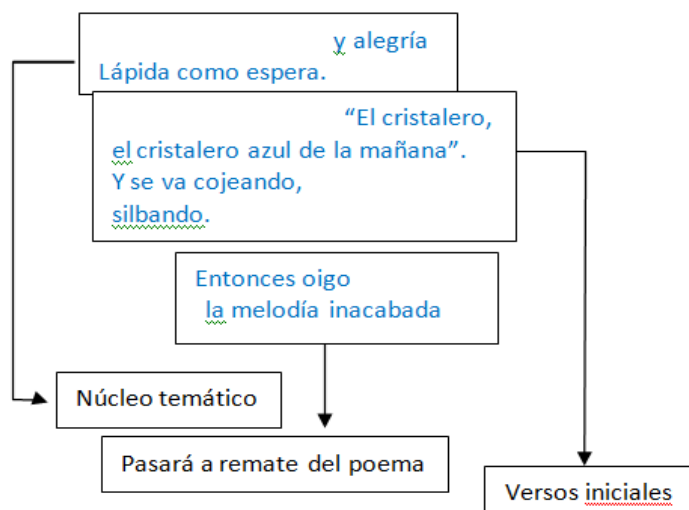 y alegría
Lápida como espera.
“El cristalero,
el cristalero azul de la mañana”.
Y se va cojeando,
silbando.
Entonces oigo
la melodía inacabada
Núcleo temático
Pasará a remate del poema
Versos iniciales